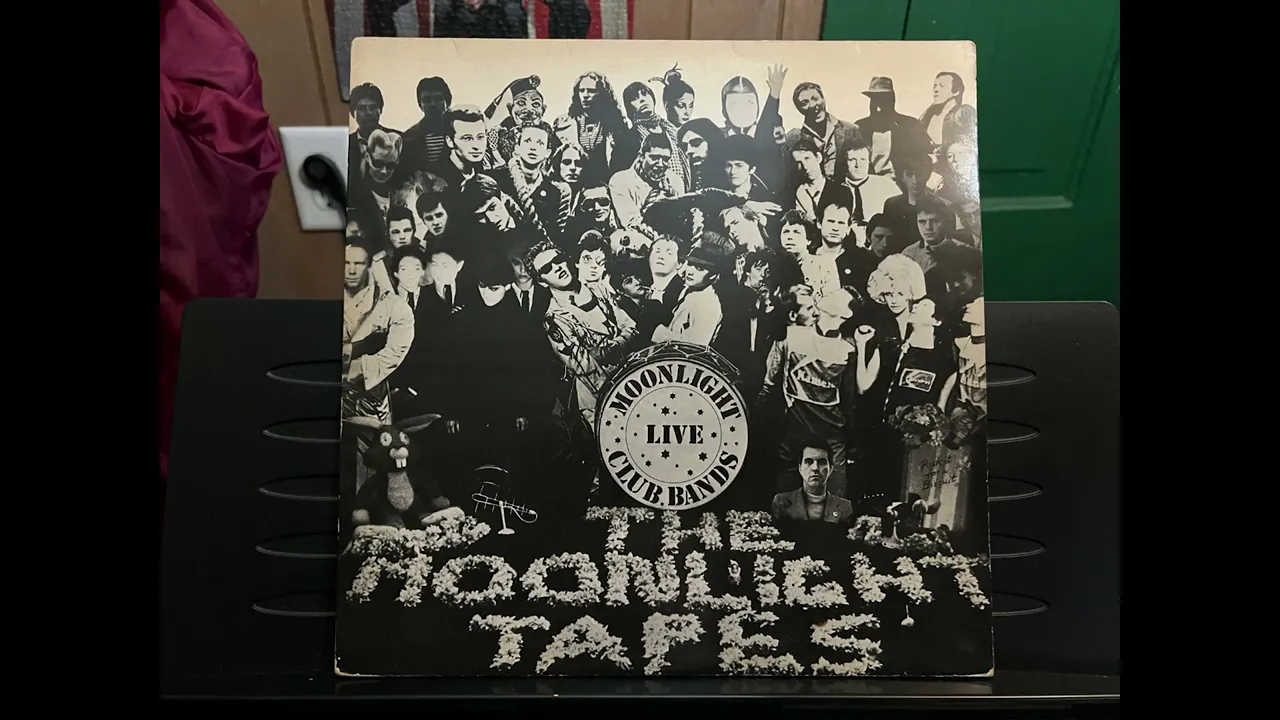 MOONLIGHT
LIVE
CLUB. BANDS
THE
MOONLIGHT
TAPES